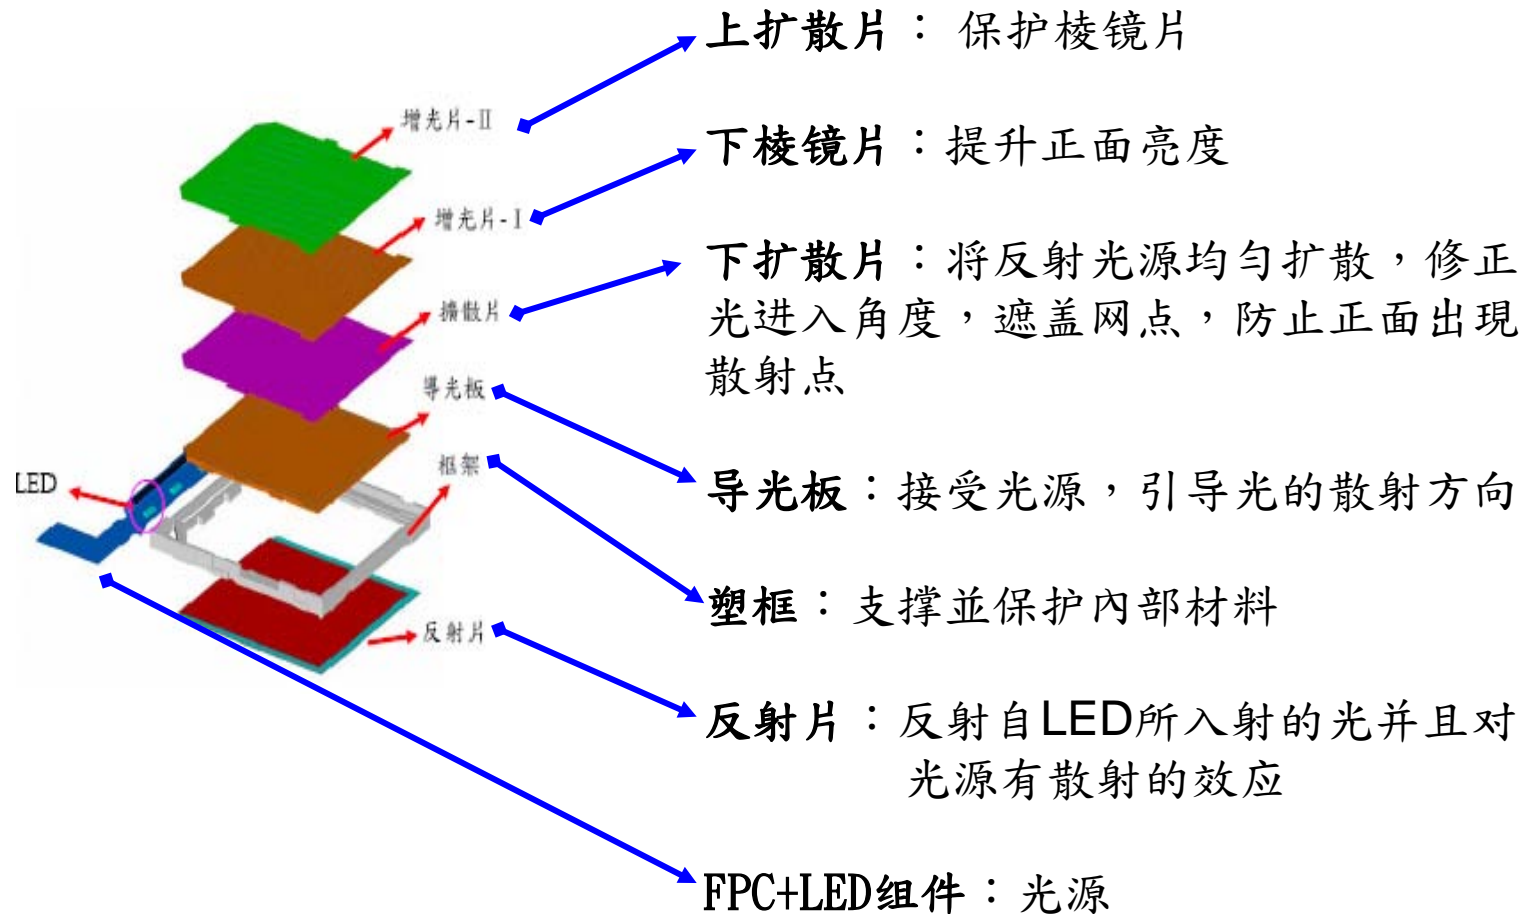 上扩散片： 保护棱镜片
增光片-II
下棱镜片：提升正面亮度
增光片-I
下扩散片：将反射光源均匀扩散，修正
光进入角度，遮盖网点，防止正面出現
散射点
擴散片
導光板
框架
LED
导光板：接受光源，引导光的散射方向
塑框：支撑並保护內部材料
反射片
反射片：反射自LED所入射的光并且对
光源有散射的效应
FPC+LED组件：光源